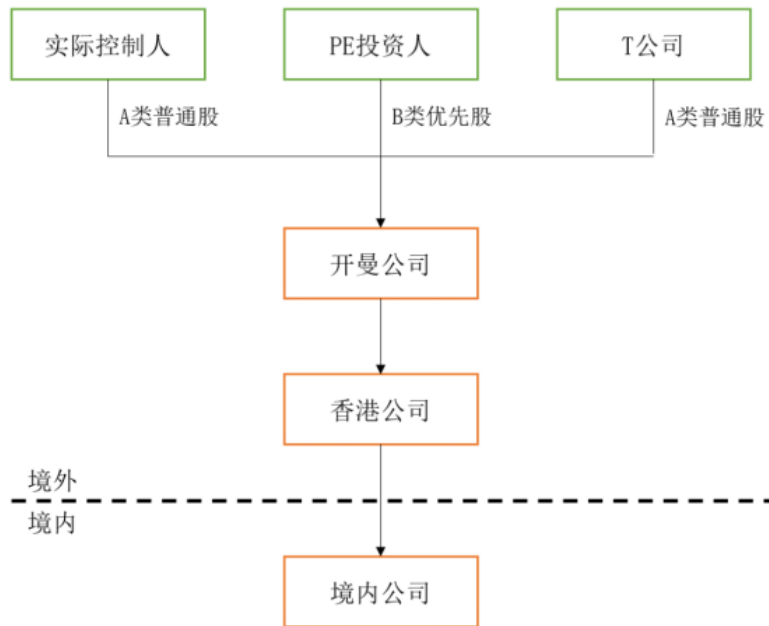 实际控制人
PE投资人
T公司
A类普通股
B类优先股
A类普通股
开曼公司
香港公司
境外
境内
境内公司